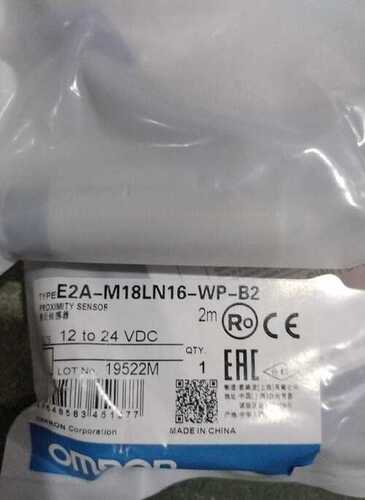 TYPE E2A-M18LN16-WP-B2
PROXIMITY SENSOR
2m
12 to 24 VDC
QTY.
LOT No. 19522M
1
EAC
CE
OMRON Corporation
MADE IN CHINA
OMRON